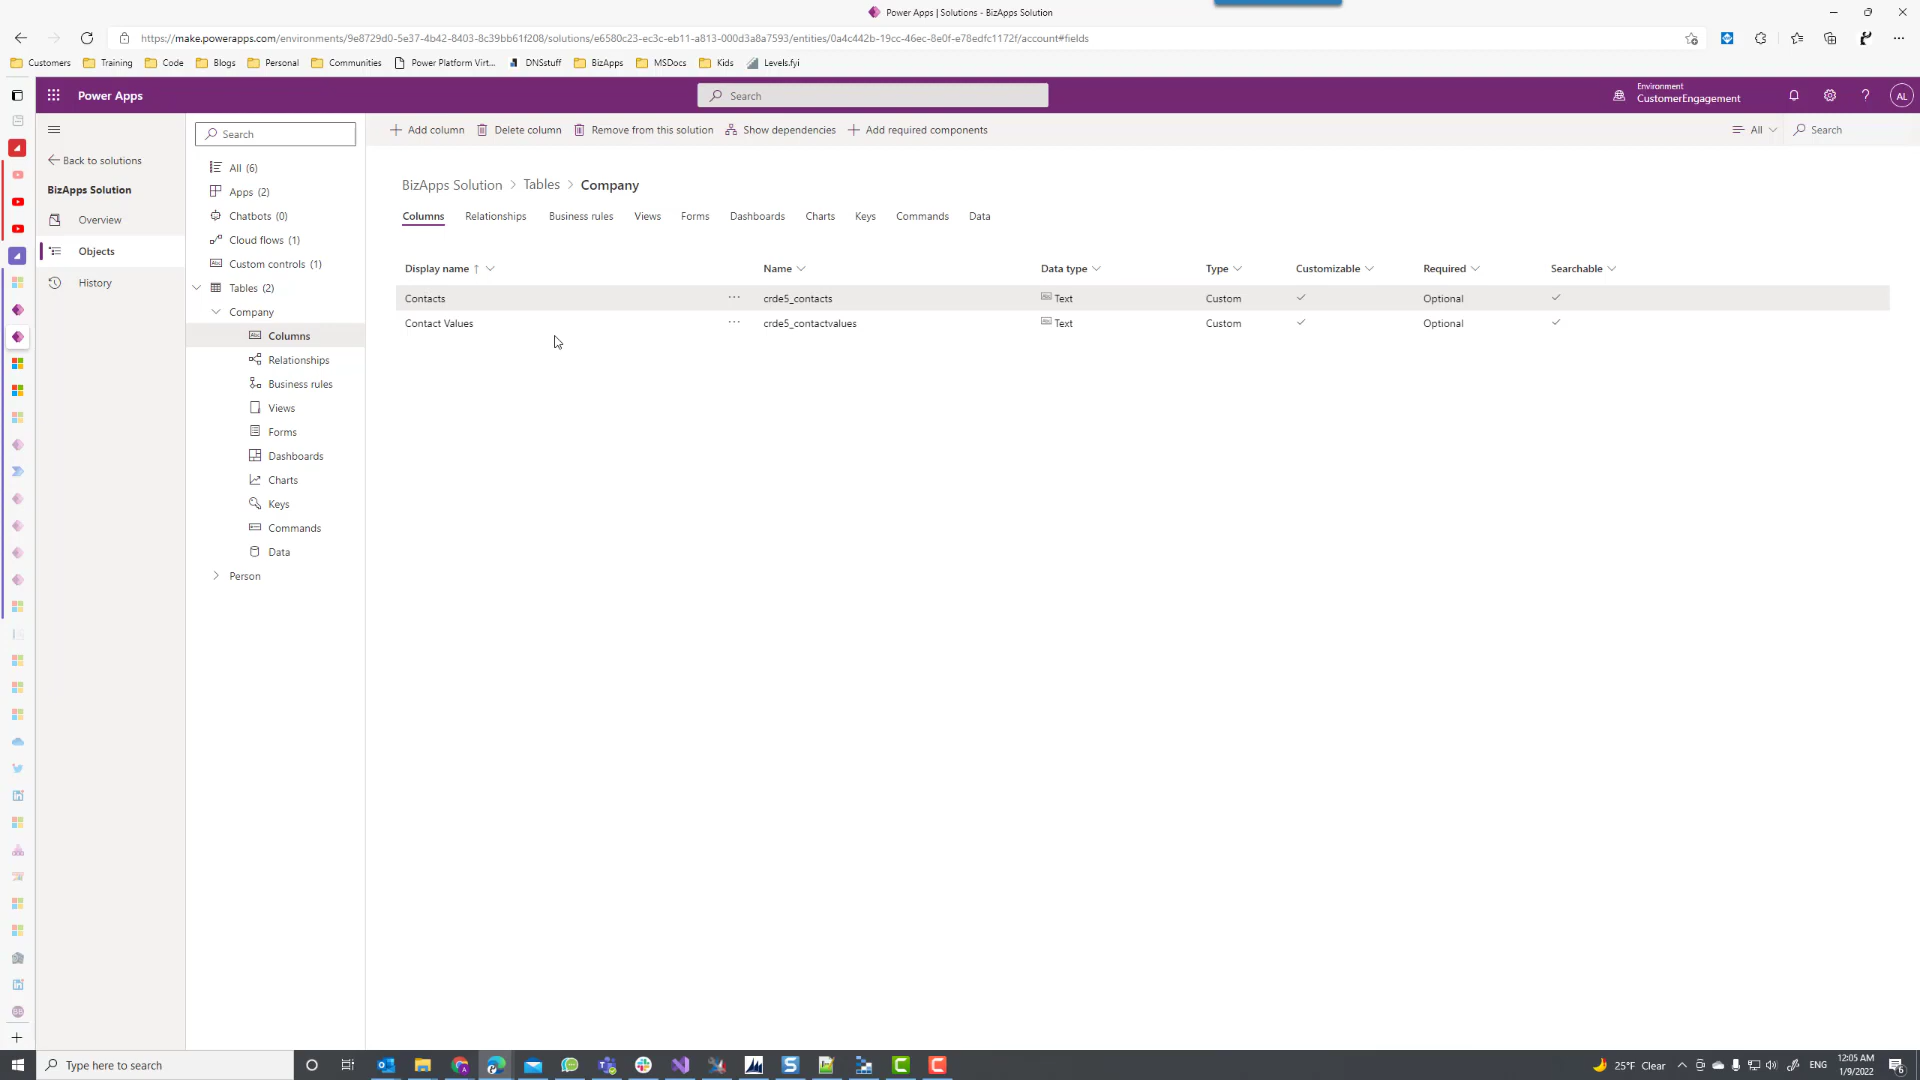 Power Apps | Solutions - BizApps Solution
https://make.powerapps.com/environments/9e8729d0-5e37-4b42-8403-8c39bb61f208/solutions/e6580c23-ec3c-eb11-a813-000d3a8a7593/entities/0a4c442b-19cc-46ec-8e0f-e78edfc1172f/account#fields
Customers Training Code Blogs Personal Communities Power Platform Virt... DNSstuff BizApps MSDocs Kids Levels.fyi
Power Apps
Search
Environment
CustomerEngagement
AL
Back to solutions
BizApps Solution
Overview
Objects
History
Search
All (6)
Apps (2)
Chatbots (0)
Cloud flows (1)
Custom controls (1)
Tables (2)
Company
Columns
Relationships
Business rules
Views
Forms
Dashboards
Charts
Keys
Commands
Data
Person
Add column Delete column Remove from this solution Show dependencies Add required components
All Search
BizApps Solution > Tables > Company
Columns Relationships Business rules Views Forms Dashboards Charts Keys Commands Data
Display name Name Data type Type Customizable Required Searchable
Contacts crde5_contacts Text Custom Optional
Contact Values crde5_contactvalues Text Custom Optional
Type here to search
25°F Clear
ENG
12:05 AM
1/9/2022
6